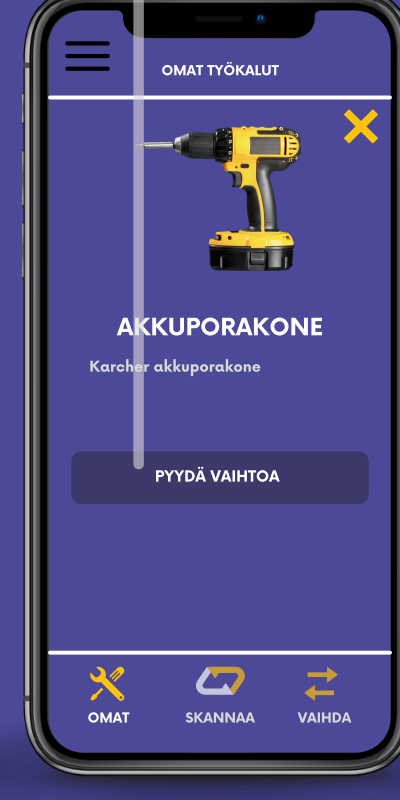 OMAT TYÖKALUT
AKKUPORAKONE
Karcher akkuporakone
PYYDÄ VAIHTOA
OMAT
SKANNAA
VAIHDA